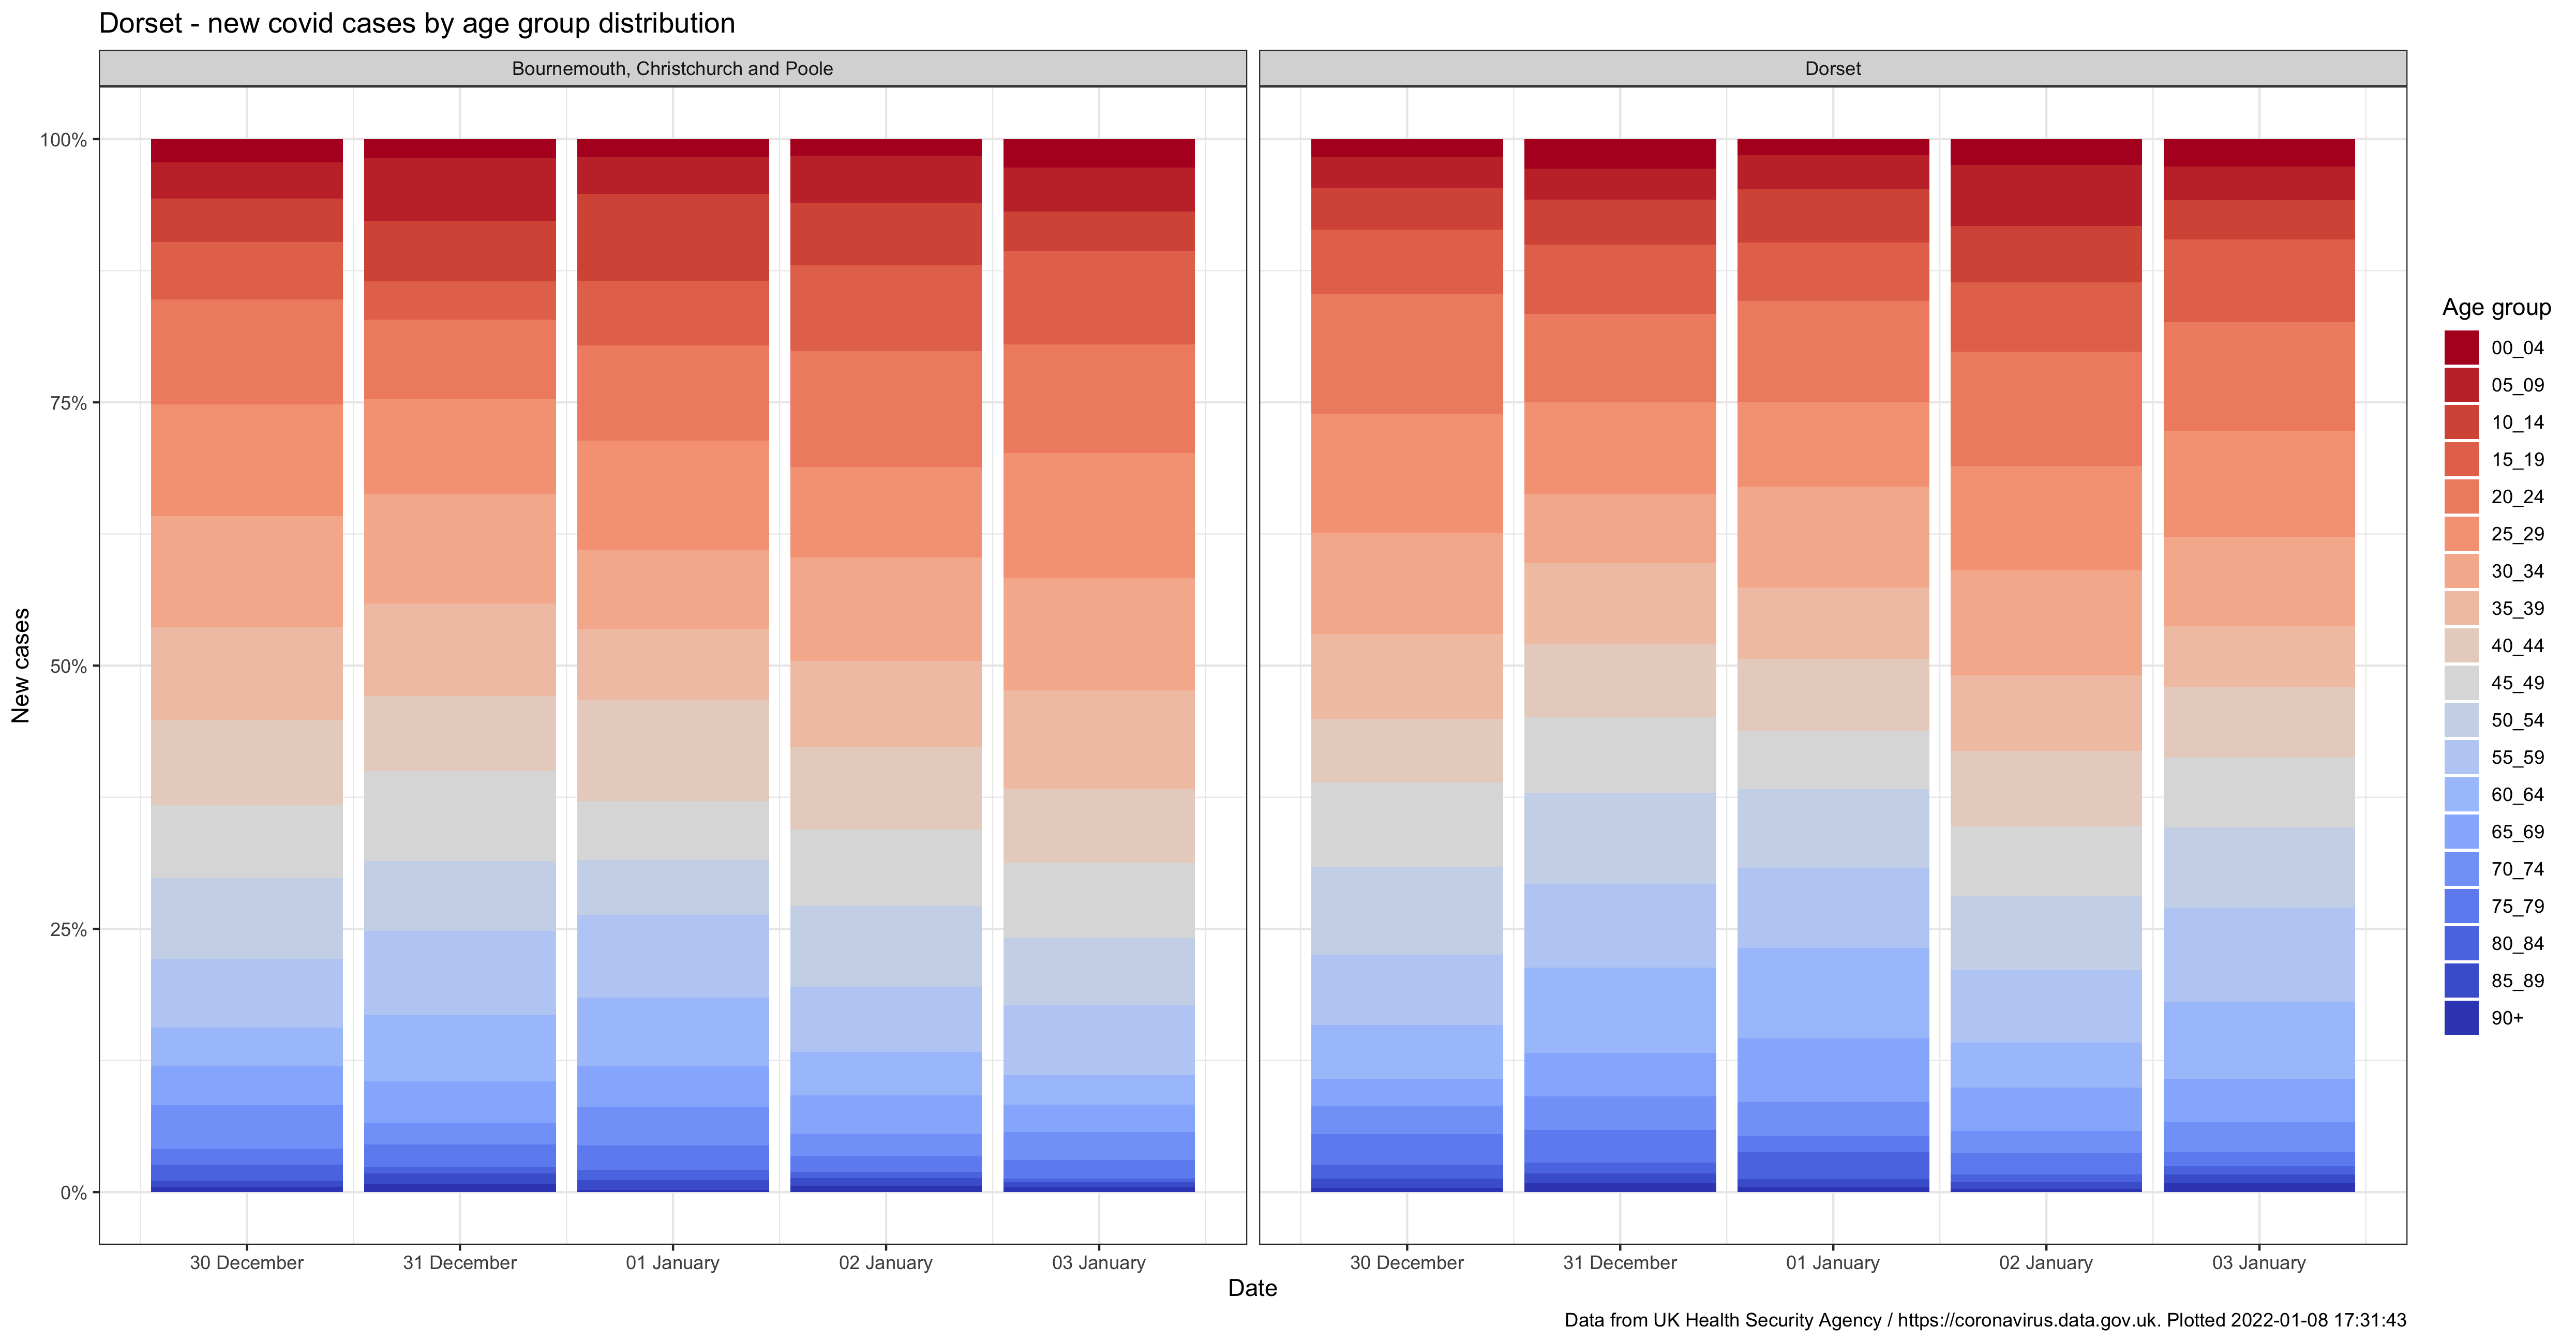 Dorset - new covid cases by age group distribution
Bournemouth, Christchurch and Poole
Dorset
New cases
100%
75%
50%
25%
0%
30 December
31 December
01 January
02 January
03 January
30 December
31 December
01 January
02 January
03 January
Date
Age group
00_04
05_09
10_14
15_19
20_24
25_29
30_34
35_39
40_44
45_49
50_54
55_59
60_64
65_69
70_74
75_79
80_84
85_89
90+
Data from UK Health Security Agency / https://coronavirus.data.gov.uk. Plotted 2022-01-08 17:31:43